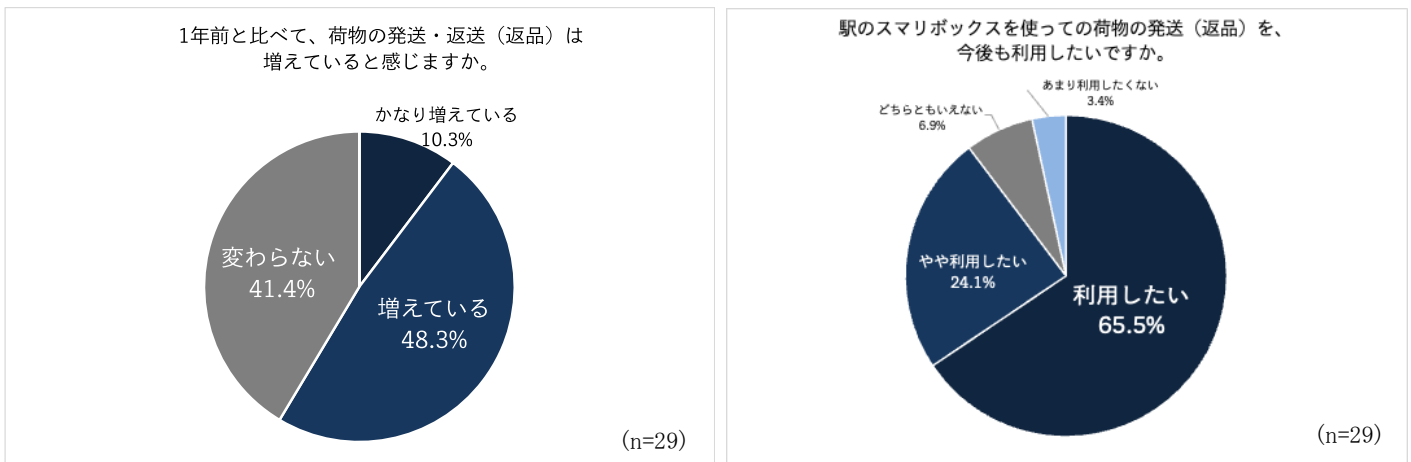 1年前と比べて、荷物の発送・返送（返品）は
増えていると感じますか。
かなり増えている
10.3%
変わらない
41.4%
増えている
48.3%
(n=29)
駅のスマリボックスを使っての荷物の発送（返品）を、
今後も利用したいですか。
あまり利用したくない
3.4%
どちらともいえない
6.9%
やや利用したい
24.1%
利用したい
65.5%
(n=29)